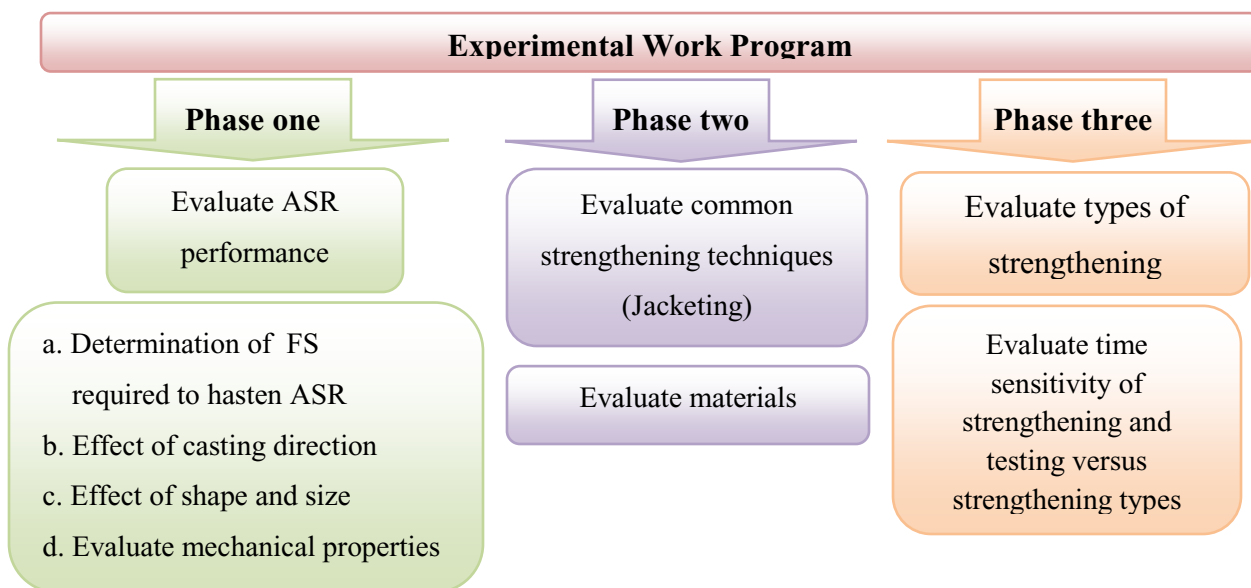 Experimental Work Program
Phase one
Evaluate ASR
performance
a. Determination of FS
required to hasten ASR
b. Effect of casting direction
c. Effect of shape and size
d. Evaluate mechanical properties
Phase two
Evaluate common
strengthening techniques
(Jacketing)
Evaluate materials
Phase three
Evaluate types of
strengthening
Evaluate time
sensitivity of
strengthening and
testing versus
strengthening types